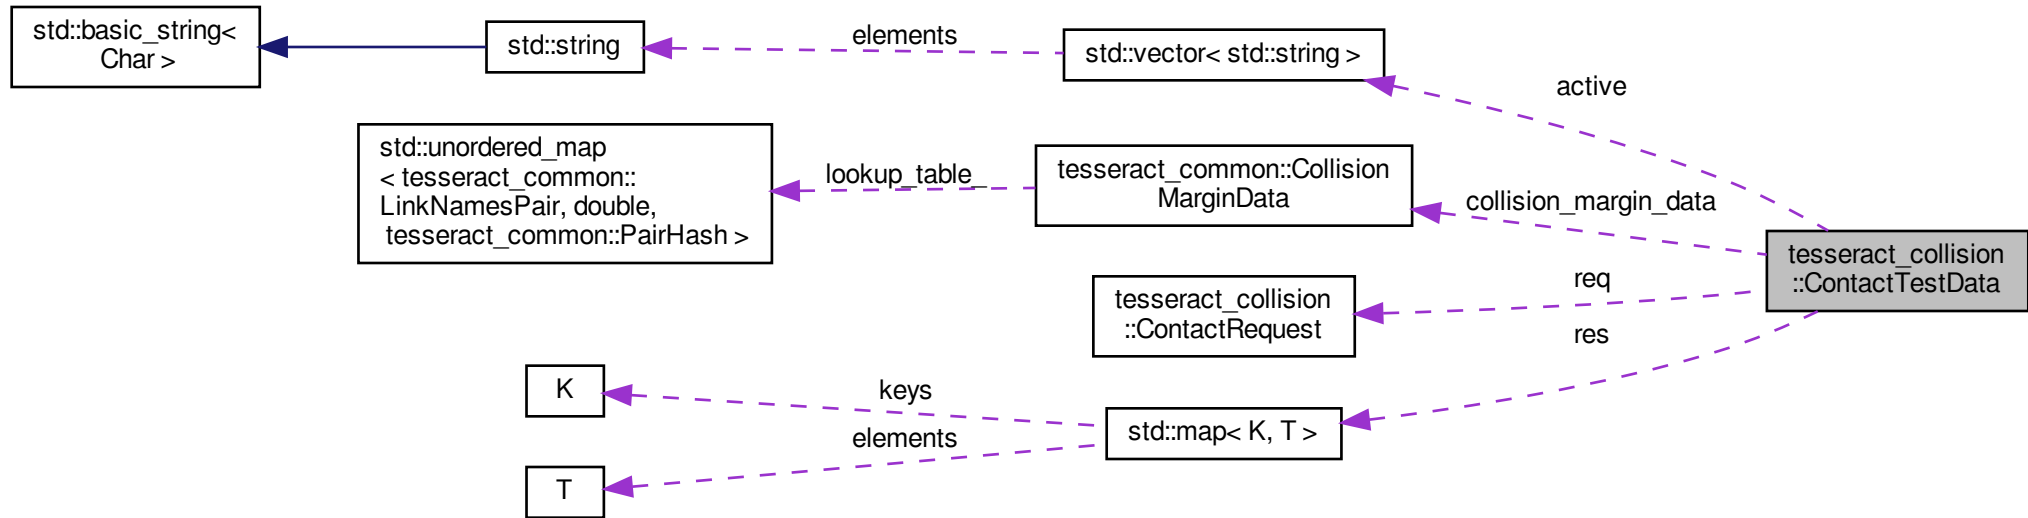 std::basic_string<
Char >
std::string
elements
std::vector< std::string >
active
std::unordered_map
< tesseract_common::
LinkNamesPair, double,
tesseract_common::PairHash >
lookup_table_
tesseract_common::Collision
MarginData
collision_margin_data
tesseract_collision
::ContactTestData
tesseract_collision
::ContactRequest
req
res
K
keys
std::map< K, T >
elements
T